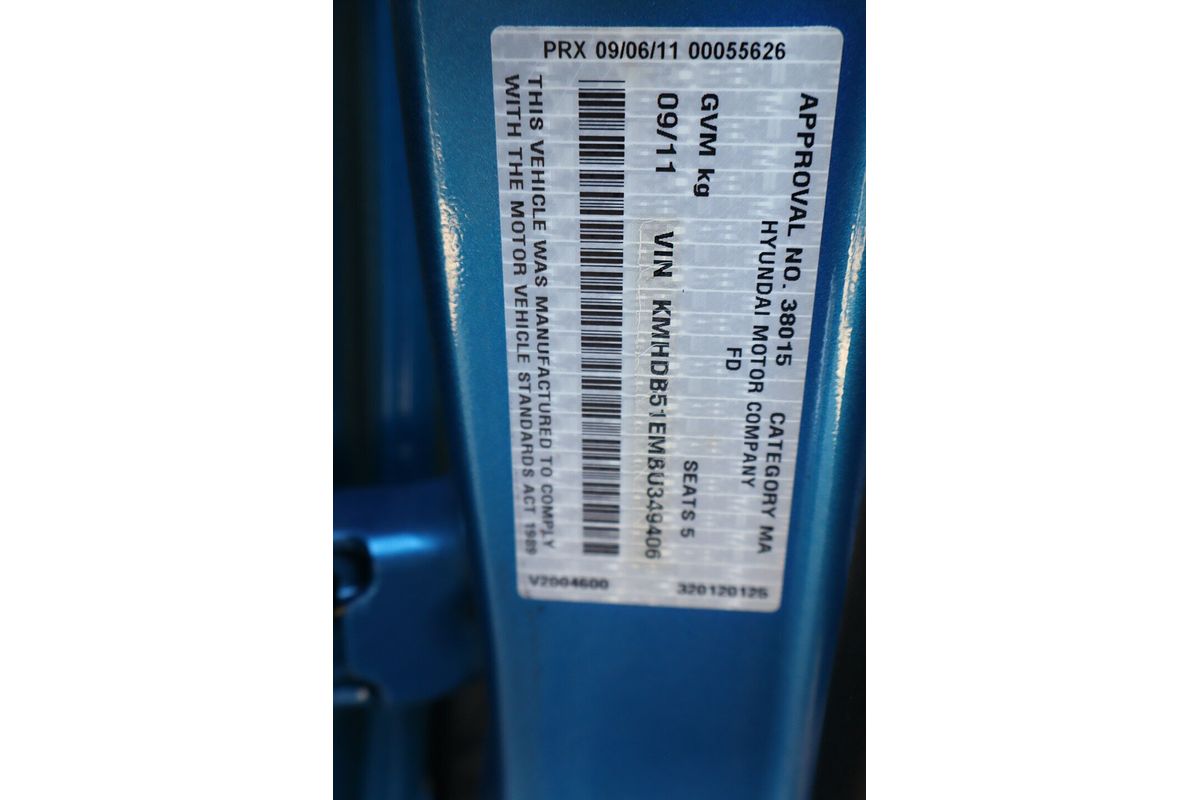 PRX 09/06/11 00055626
APPROVAL NO. 38015 CATEGORY MA
HYUNDAI MOTOR COMPANY
FD
GVM kg SEATS 5
09/11 VIN KMHDB51EMBU349406
THIS VEHICLE WAS MANUFACTURED TO COMPLY
WITH THE MOTOR VEHICLE STANDARDS ACT 1989
V2004600 320120126